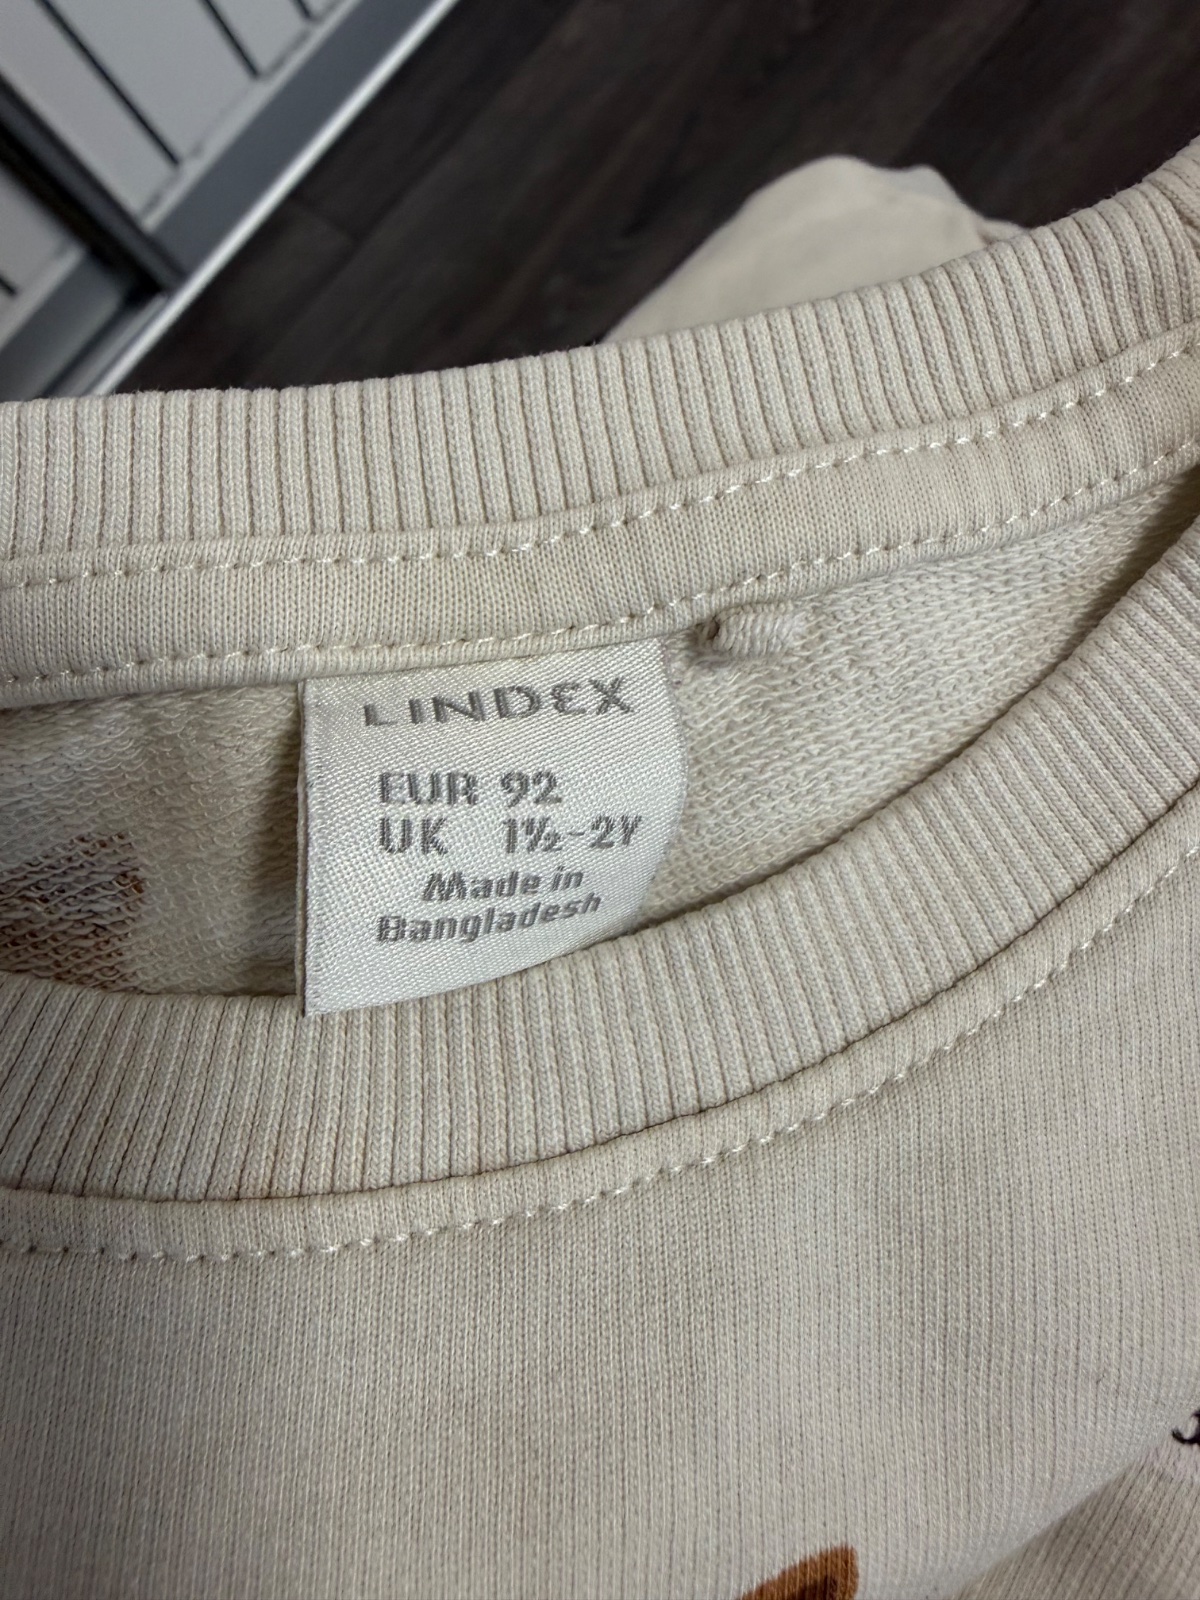 LINDEX
EUR 92
UK 1½-2Y
Made in
Bangladesh